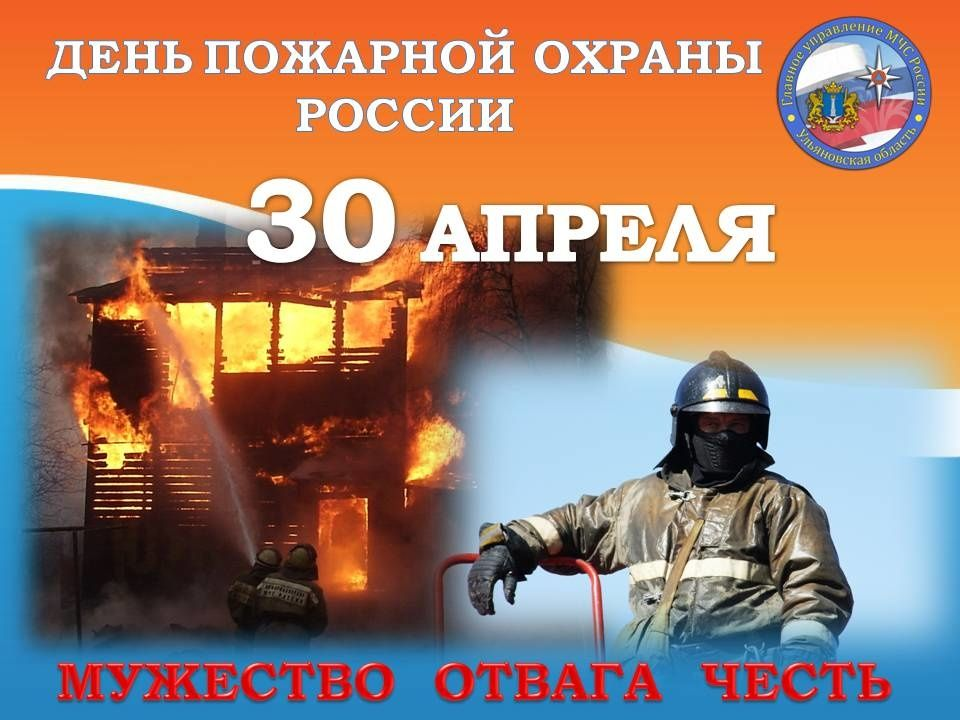 ДЕНЬ ПОЖАРНОЙ ОХРАНЫ
РОССИИ
Главное управление МЧС России
Ульяновская область
30 АПРЕЛЯ
МУЖЕСТВО ОТВАГА ЧЕСТЬ